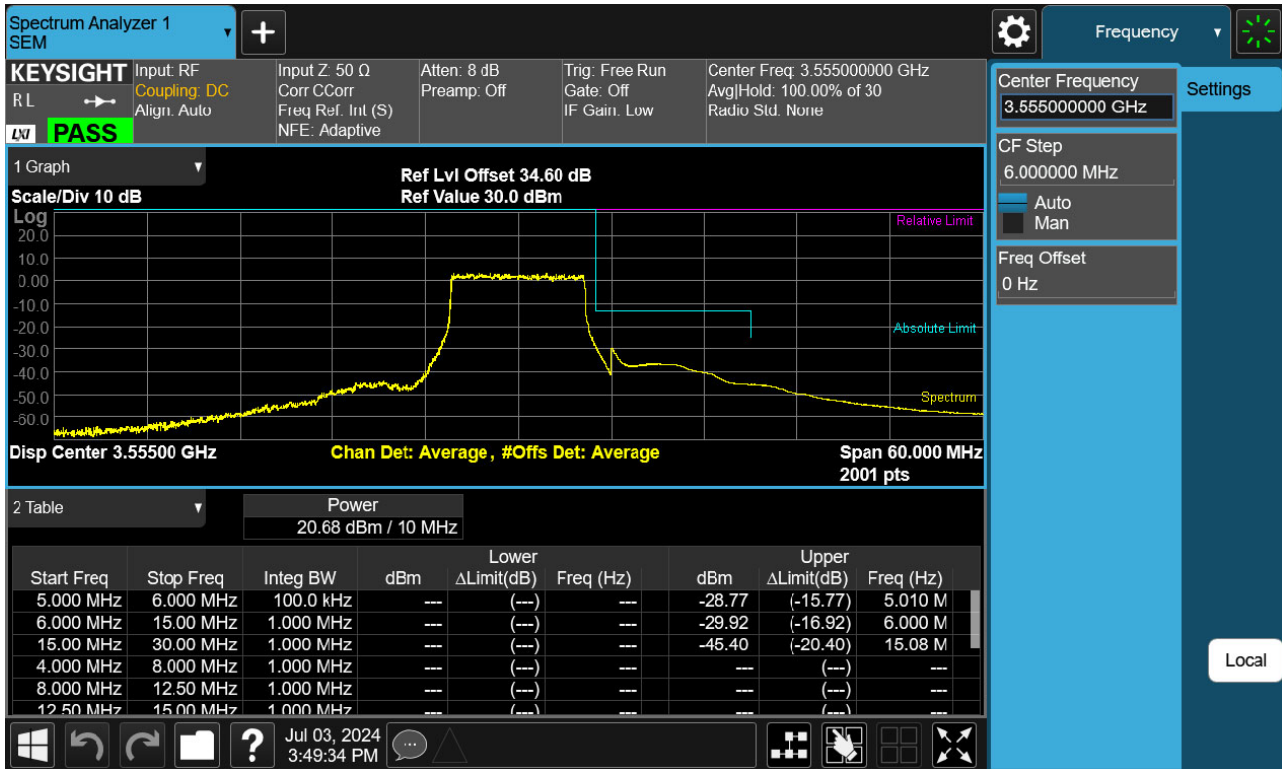 Spectrum Analyzer 1
SEM
+
Frequency
KEYSIGHT
R L
LXI
PASS
Input: RF
Coupling: DC
Align: Auto
Input Z: 50 Ω
Corr CCorr
Freq Ref: Int (S)
NFE: Adaptive
Atten: 8 dB
Preamp: Off
Trig: Free Run
Gate: Off
IF Gain: Low
Center Freq: 3.555000000 GHz
Avg|Hold: 100.00% of 30
Radio Std: None
Center Frequency
3.555000000 GHz
Settings
CF Step
6.000000 MHz
Auto
Man
Freq Offset
0 Hz
Local
1 Graph
Scale/Div 10 dB
Ref Lvl Offset 34.60 dB
Ref Value 30.0 dBm
Log
20.0
10.0
0.00
-10.0
-20.0
-30.0
-40.0
-50.0
-60.0
Relative Limit
Absolute Limit
Spectrum
Disp Center 3.55500 GHz
Chan Det: Average, #Offs Det: Average
Span 60.000 MHz
2001 pts
2 Table
Power
20.68 dBm / 10 MHz
Lower Upper
Start Freq Stop Freq Integ BW dBm ΔLimit(dB) Freq (Hz) dBm ΔLimit(dB) Freq (Hz)
5.000 MHz 6.000 MHz 100.0 kHz --- (---) --- -28.77 (-15.77) 5.010 M
6.000 MHz 15.00 MHz 1.000 MHz --- (---) --- -29.92 (-16.92) 6.000 M
15.00 MHz 30.00 MHz 1.000 MHz --- (---) --- -45.40 (-20.40) 15.08 M
4.000 MHz 8.000 MHz 1.000 MHz --- (---) --- --- (---) ---
8.000 MHz 12.50 MHz 1.000 MHz --- (---) --- --- (---) ---
12.50 MHz 15.00 MHz 1.000 MHz --- (---) --- --- (---) ---
?
Jul 03, 2024
3:49:34 PM